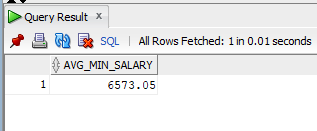 Query Result x
SQL | All Rows Fetched: 1 in 0.01 seconds
AVG_MIN_SALARY
1 6573.05